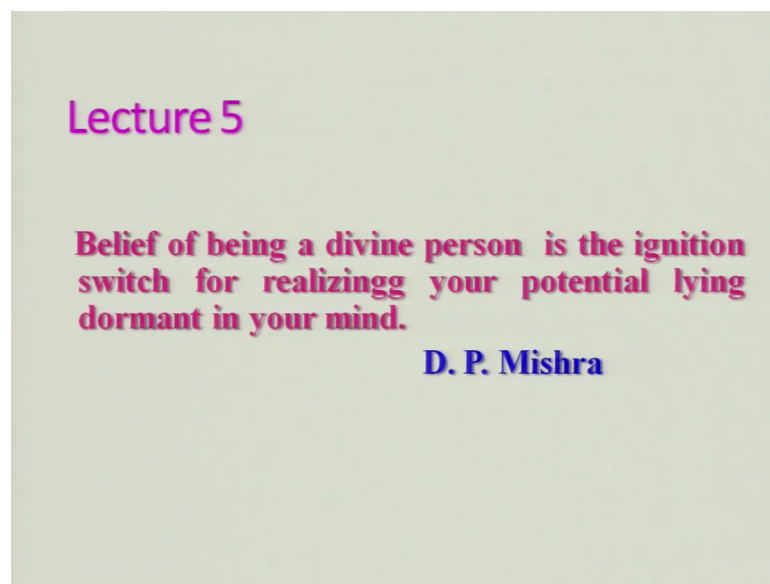 Lecture 5
Belief of being a divine person is the ignition
switch for realizingg your potential lying
dormant in your mind.
D. P. Mishra